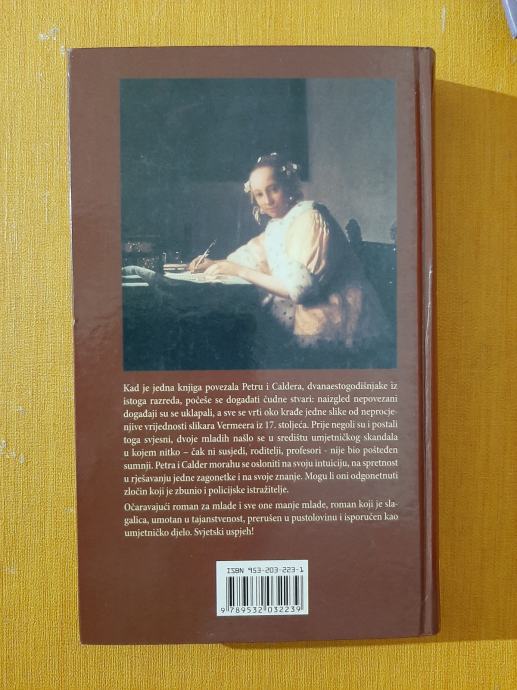 Kad je jedna knjiga povezala Petru i Caldera, dvanaestogodišnjake iz
istoga razreda, počeše se događati čudne stvari: naizgled nepovezani
događaji su se uklapali, a sve se vrti oko krađe jedne slike od neprocje-
njive vrijednosti slikara Vermeera iz 17. stoljeća. Prije negoli su i postali
toga svjesni, dvoje mladih našlo se u središtu umjetničkog skandala
u kojem nitko – čak ni susjedi, roditelji, profesori - nije bio pošteđen
sumnji. Petra i Calder morahu se osloniti na svoju intuiciju, na spretnost
u rješavanju jedne zagonetke i na svoje znanje. Mogu li oni odgonetnuti
zločin koji je zbunio i policijske istražitelje.
Očaravajući roman za mlade i sve one manje mlade, roman koji je sla-
galica, umotan u tajanstvenost, prerušen u pustolovinu i isporučen kao
umjetničko djelo. Svjetski uspjeh!
ISBN 953-203-223-1
9 789532 032239